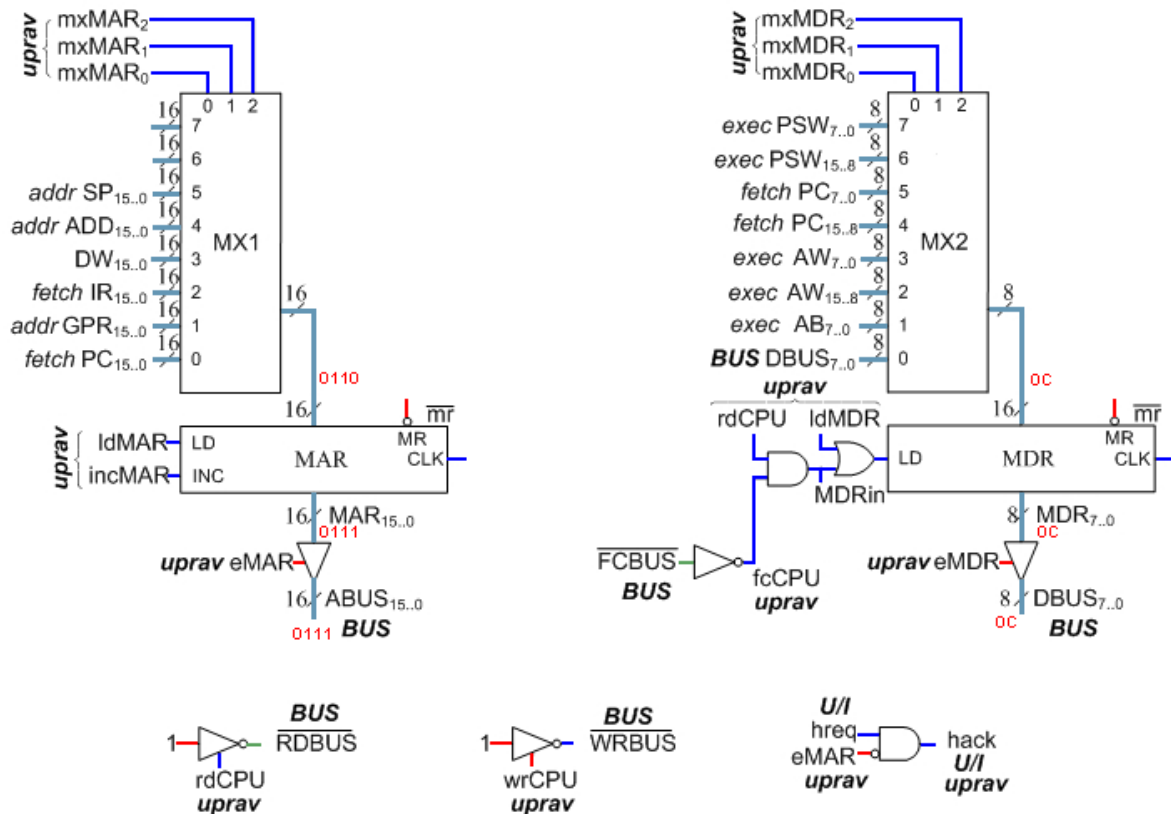 uprav
mxMAR2
mxMAR1
mxMAR0
0 1 2
16
7
16
6
16
addr SP15..0
5
16
addr ADD15..0
4
16
DW15..0
3
16
fetch IR15..0
2
16
addr GPR15..0
1
16
fetch PC15..0
0
MX1
16
0110
16
mr
MR
uprav
ldMAR
LD
incMAR
INC
MAR
CLK
16
MAR15..0
0111
uprav eMAR
16
ABUS15..0
0111
BUS
uprav
mxMDR2
mxMDR1
mxMDR0
0 1 2
8
exec PSW7..0
7
8
exec PSW15..8
6
8
fetch PC7..0
5
8
fetch PC15..8
4
8
exec AW7..0
3
8
exec AW15..8
2
8
exec AB7..0
1
8
BUS DBUS7..0
0
MX2
8
0C
16
mr
MR
uprav
rdCPU
ldMDR
MDRin
LD
MDR
CLK
FCBUS
BUS
fcCPU
uprav
8
MDR7..0
0C
uprav eMDR
8
DBUS7..0
0C
BUS
1
BUS
RDBUS
rdCPU
uprav
1
BUS
WRBUS
wrCPU
uprav
U/I
hreq
eMAR
uprav
hack
U/I
uprav